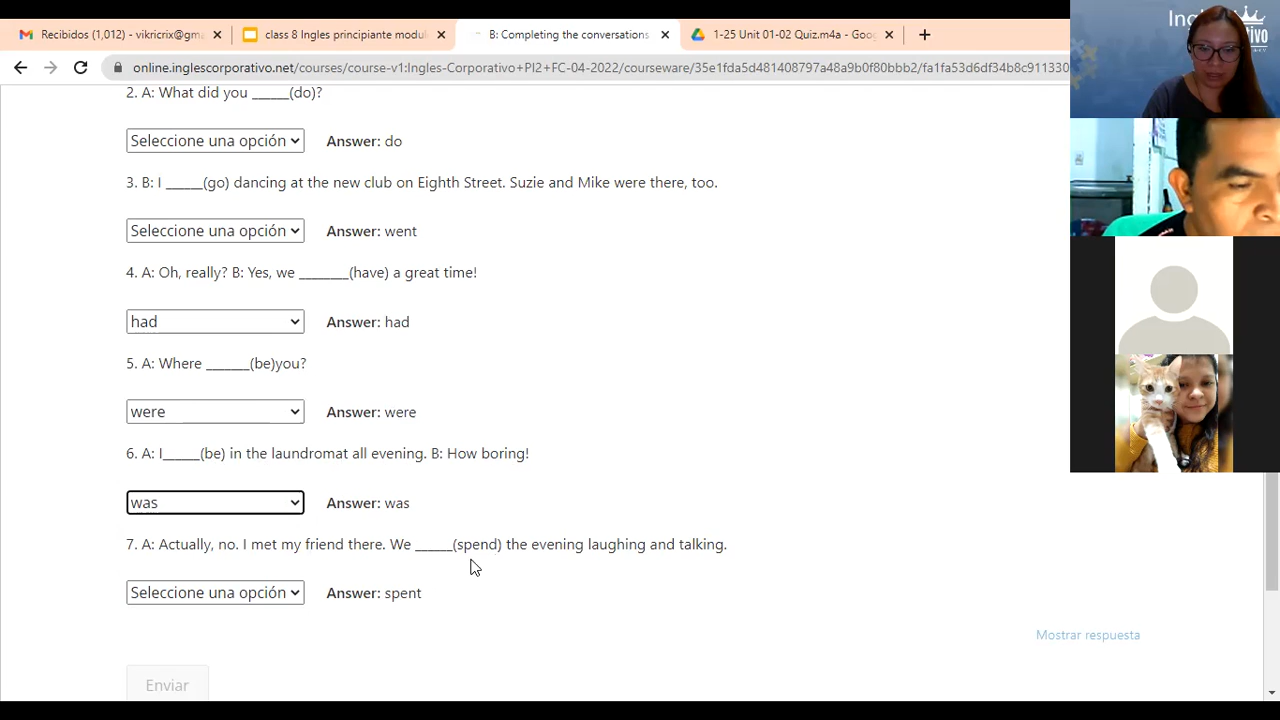 Recibidos (1,012) - vikricrix@gm
class 8 Ingles principiante modul
B: Completing the conversations
1-25 Unit 01-02 Quiz.m4a - Goo
online.inglescorporativo.net/courses/course-v1:Ingles-Corporativo+PI2+FC-04-2022/courseware/35e1fda5d481408797a48a9b0f80bbb2/fa1fa53d6df34b8c911330
2. A: What did you ______(do)?
Seleccione una opción Answer: do
3. B: I ______(go) dancing at the new club on Eighth Street. Suzie and Mike were there, too.
Seleccione una opción Answer: went
4. A: Oh, really? B: Yes, we ________(have) a great time!
had Answer: had
5. A: Where _______(be)you?
were Answer: were
6. A: I______(be) in the laundromat all evening. B: How boring!
was Answer: was
7. A: Actually, no. I met my friend there. We ______(spend) the evening laughing and talking.
Seleccione una opción Answer: spent
Mostrar respuesta
Enviar